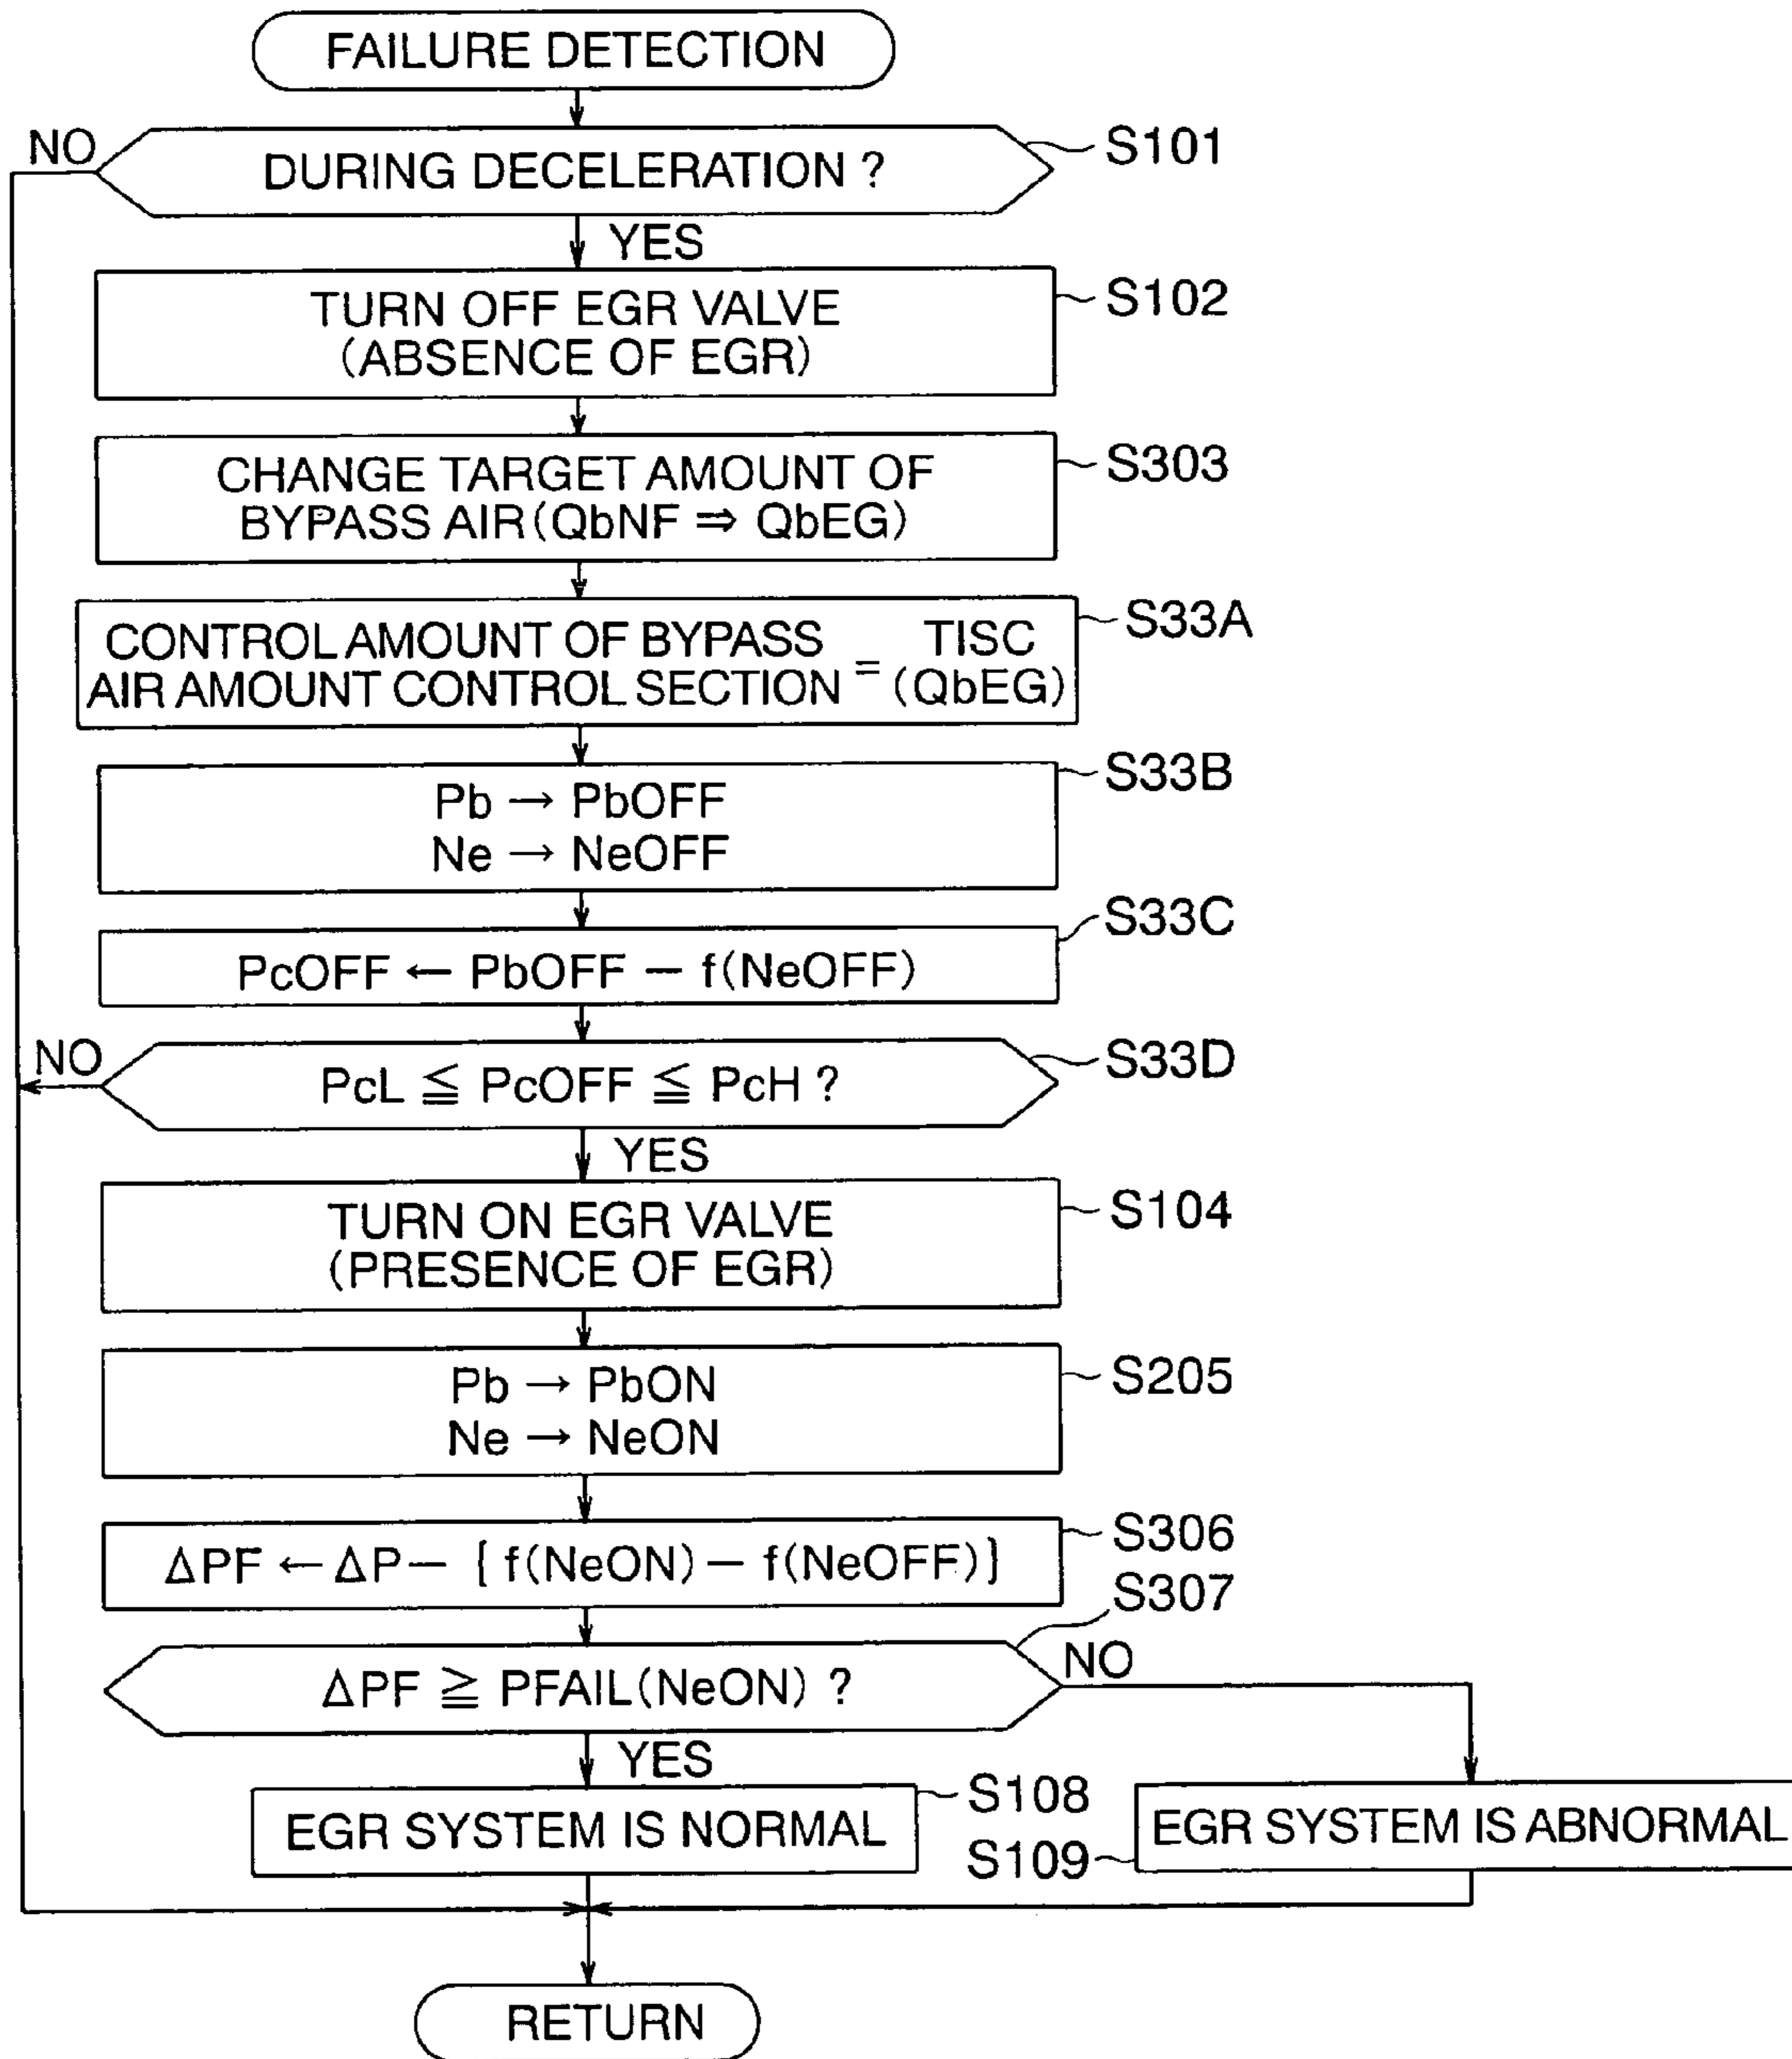 FAILURE DETECTION
NO
DURING DECELERATION ?
S101
YES
TURN OFF EGR VALVE
(ABSENCE OF EGR)
S102
CHANGE TARGET AMOUNT OF
BYPASS AIR(QbNF ⇒ QbEG)
S303
CONTROL AMOUNT OF BYPASS
AIR AMOUNT CONTROL SECTION
=
TISC
(QbEG)
S33A
Pb → PbOFF
Ne → NeOFF
S33B
PcOFF ← PbOFF − f(NeOFF)
S33C
NO
PcL ≦ PcOFF ≦ PcH ?
S33D
YES
TURN ON EGR VALVE
(PRESENCE OF EGR)
S104
Pb → PbON
Ne → NeON
S205
ΔPF ← ΔP − { f(NeON) − f(NeOFF)}
S306
S307
ΔPF ≧ PFAIL(NeON) ?
NO
YES
EGR SYSTEM IS NORMAL
S108
S109
EGR SYSTEM IS ABNORMAL
RETURN